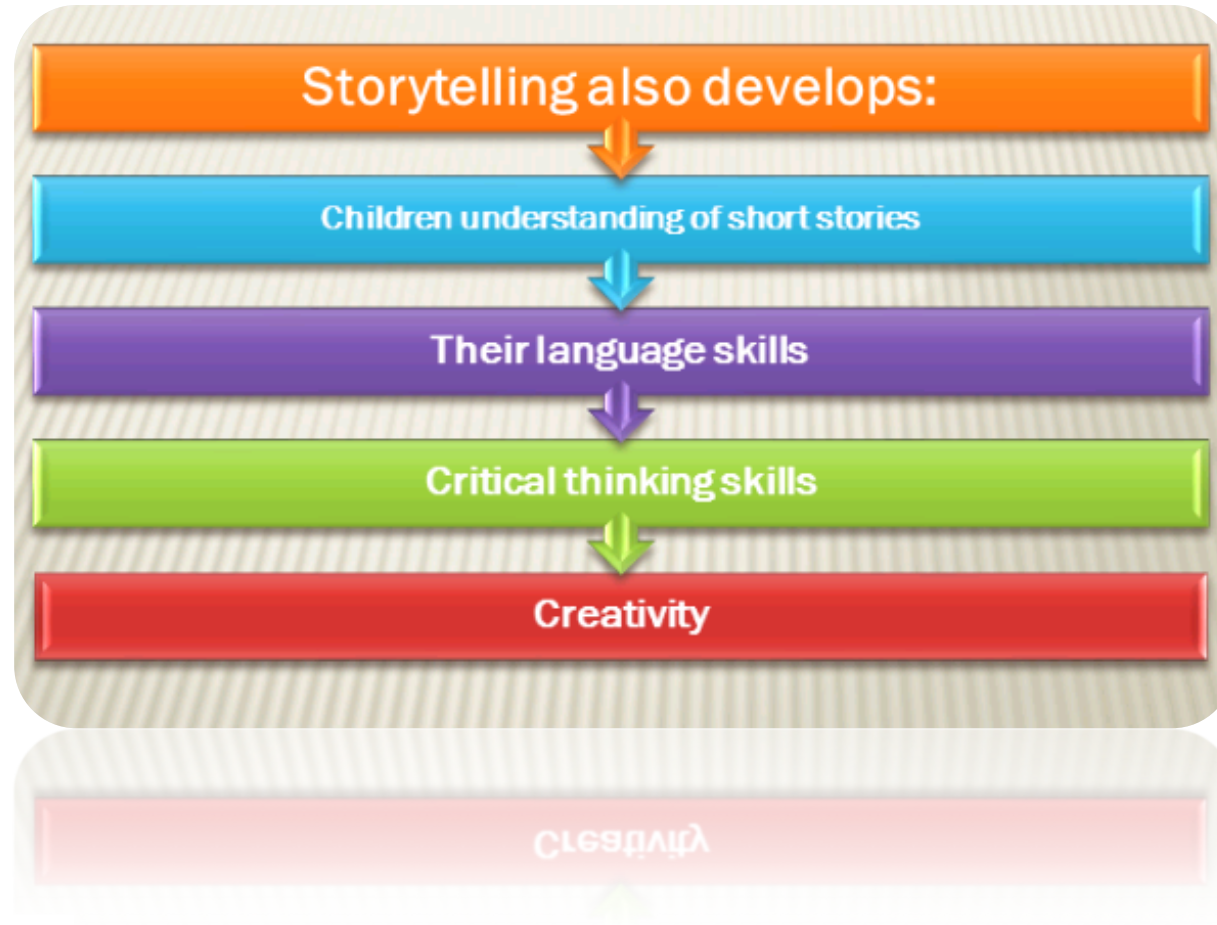 Storytelling also develops:
Children understanding of short stories
Their language skills
Critical thinking skills
Creativity